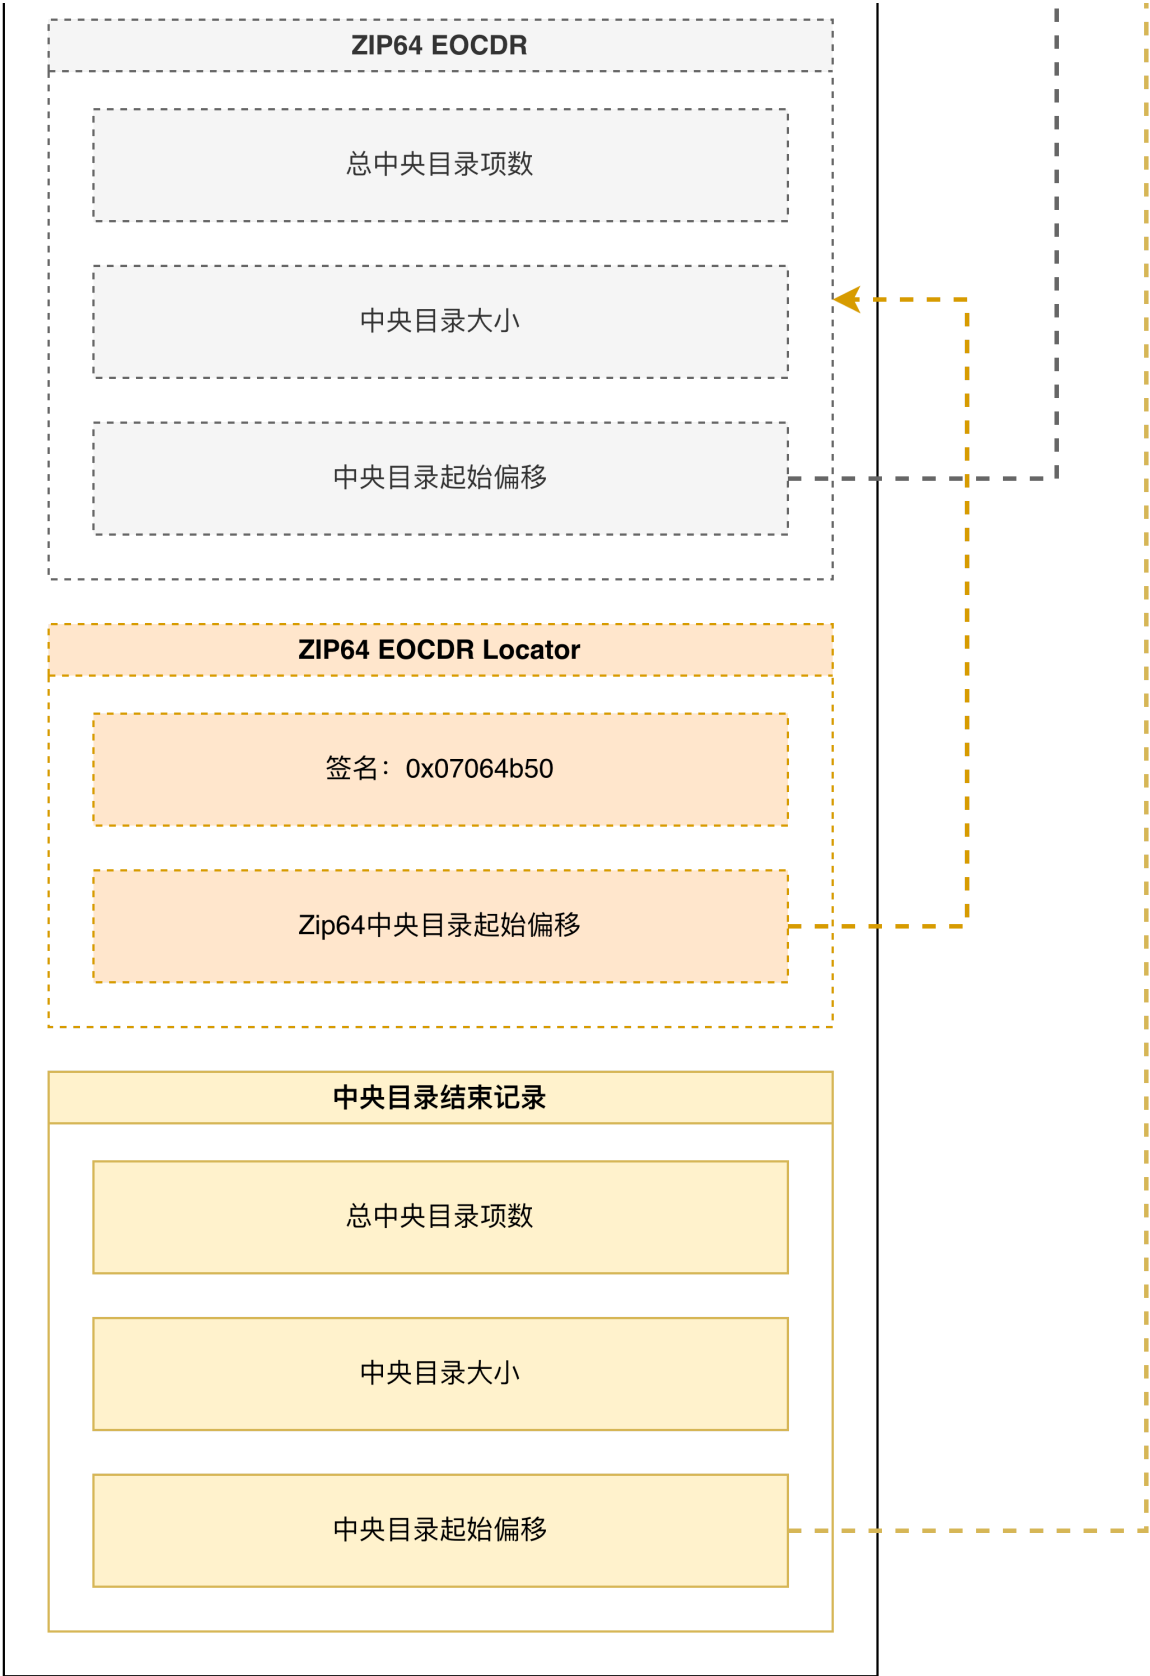 ZIP64 EOCDR
总中央目录项数
中央目录大小
中央目录起始偏移
ZIP64 EOCDR Locator
签名：0x07064b50
Zip64中央目录起始偏移
中央目录结束记录
总中央目录项数
中央目录大小
中央目录起始偏移